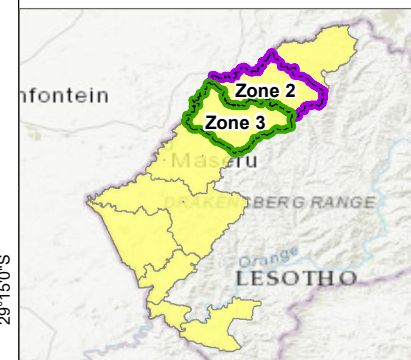 Zone 2
nfontein
Zone 3
Maseru
DRAKENSBERG RANGE
Orange
LESOTHO
29°15'0"S